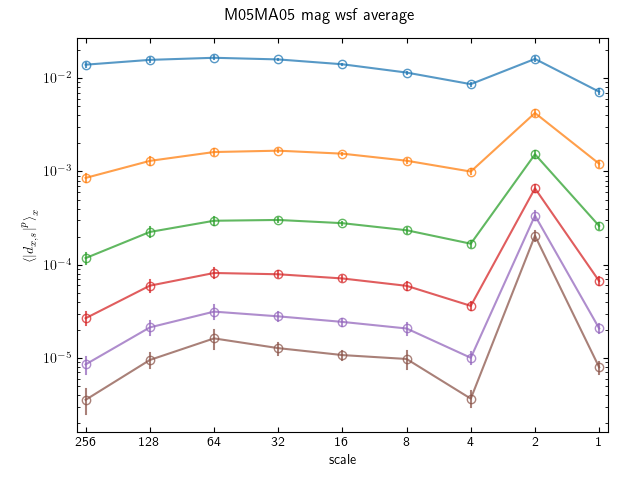 M05MA05 mag wsf average
10⁻²
10⁻³
10⁻⁴
10⁻⁵
⟨|d_{x,s}|^p⟩_x
256 128 64 32 16 8 4 2 1
scale